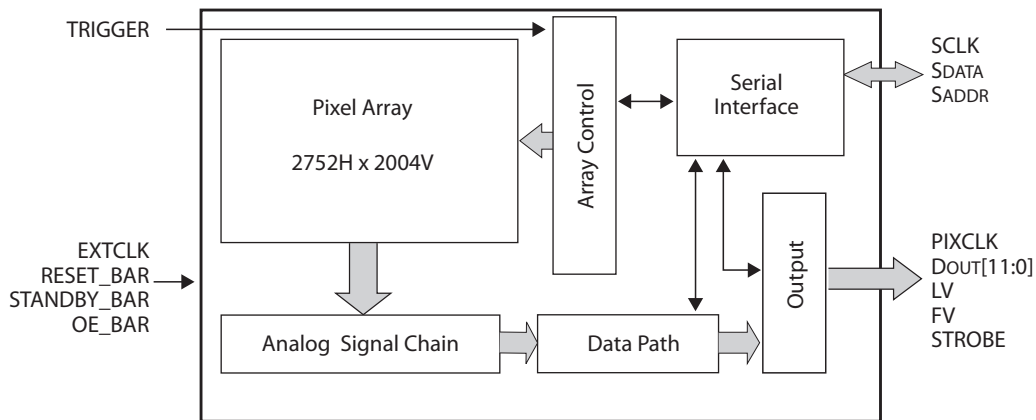 TRIGGER
Pixel Array
2752H x 2004V
Array Control
Serial
Interface
SCLK
SDATA
SADDR
EXTCLK
RESET_BAR
STANDBY_BAR
OE_BAR
Analog Signal Chain
Data Path
Output
PIXCLK
DOUT[11:0]
LV
FV
STROBE